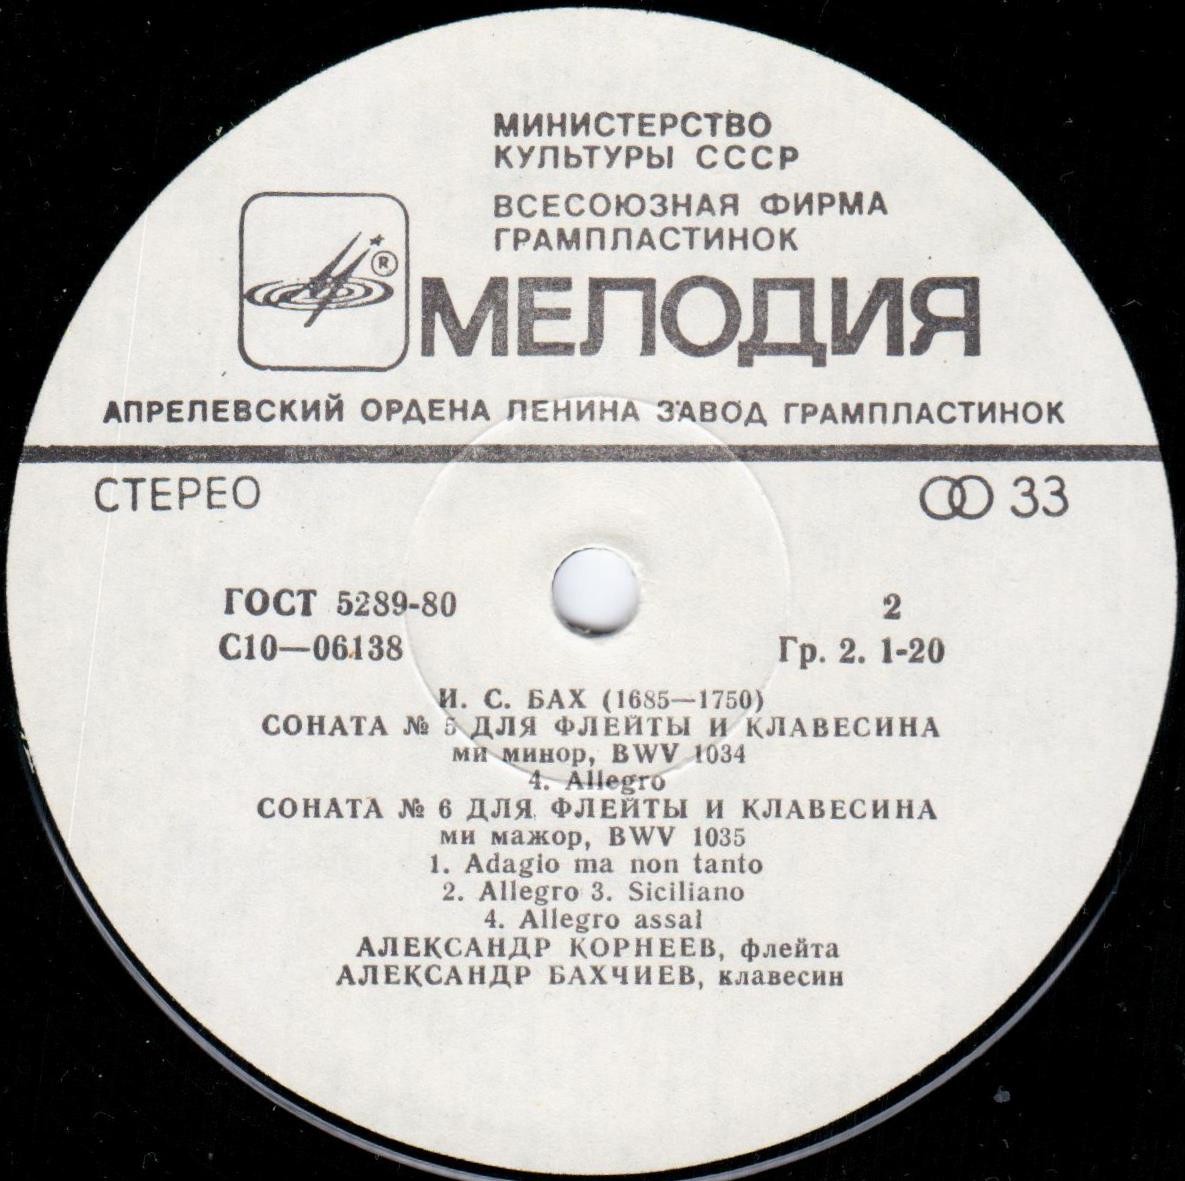 МИНИСТЕРСТВО
КУЛЬТУРЫ СССР
ВСЕСОЮЗНАЯ ФИРМА
ГРАМПЛАСТИНОК
®
МЕЛОДИЯ
АПРЕЛЕВСКИЙ ОРДЕНА ЛЕНИНА ЗАВОД ГРАМПЛАСТИНОК
СТЕРЕО 33
ГОСТ 5289-80 2
С10—06138 Гр. 2. 1-20
И. С. БАХ (1685—1750)
СОНАТА № 5 ДЛЯ ФЛЕЙТЫ И КЛАВЕСИНА
ми минор, BWV 1034
4. Allegro
СОНАТА № 6 ДЛЯ ФЛЕЙТЫ И КЛАВЕСИНА
ми мажор, BWV 1035
1. Adagio ma non tanto
2. Allegro 3. Siciliano
4. Allegro assai
АЛЕКСАНДР КОРНЕЕВ, флейта
АЛЕКСАНДР БАХЧИЕВ, клавесин